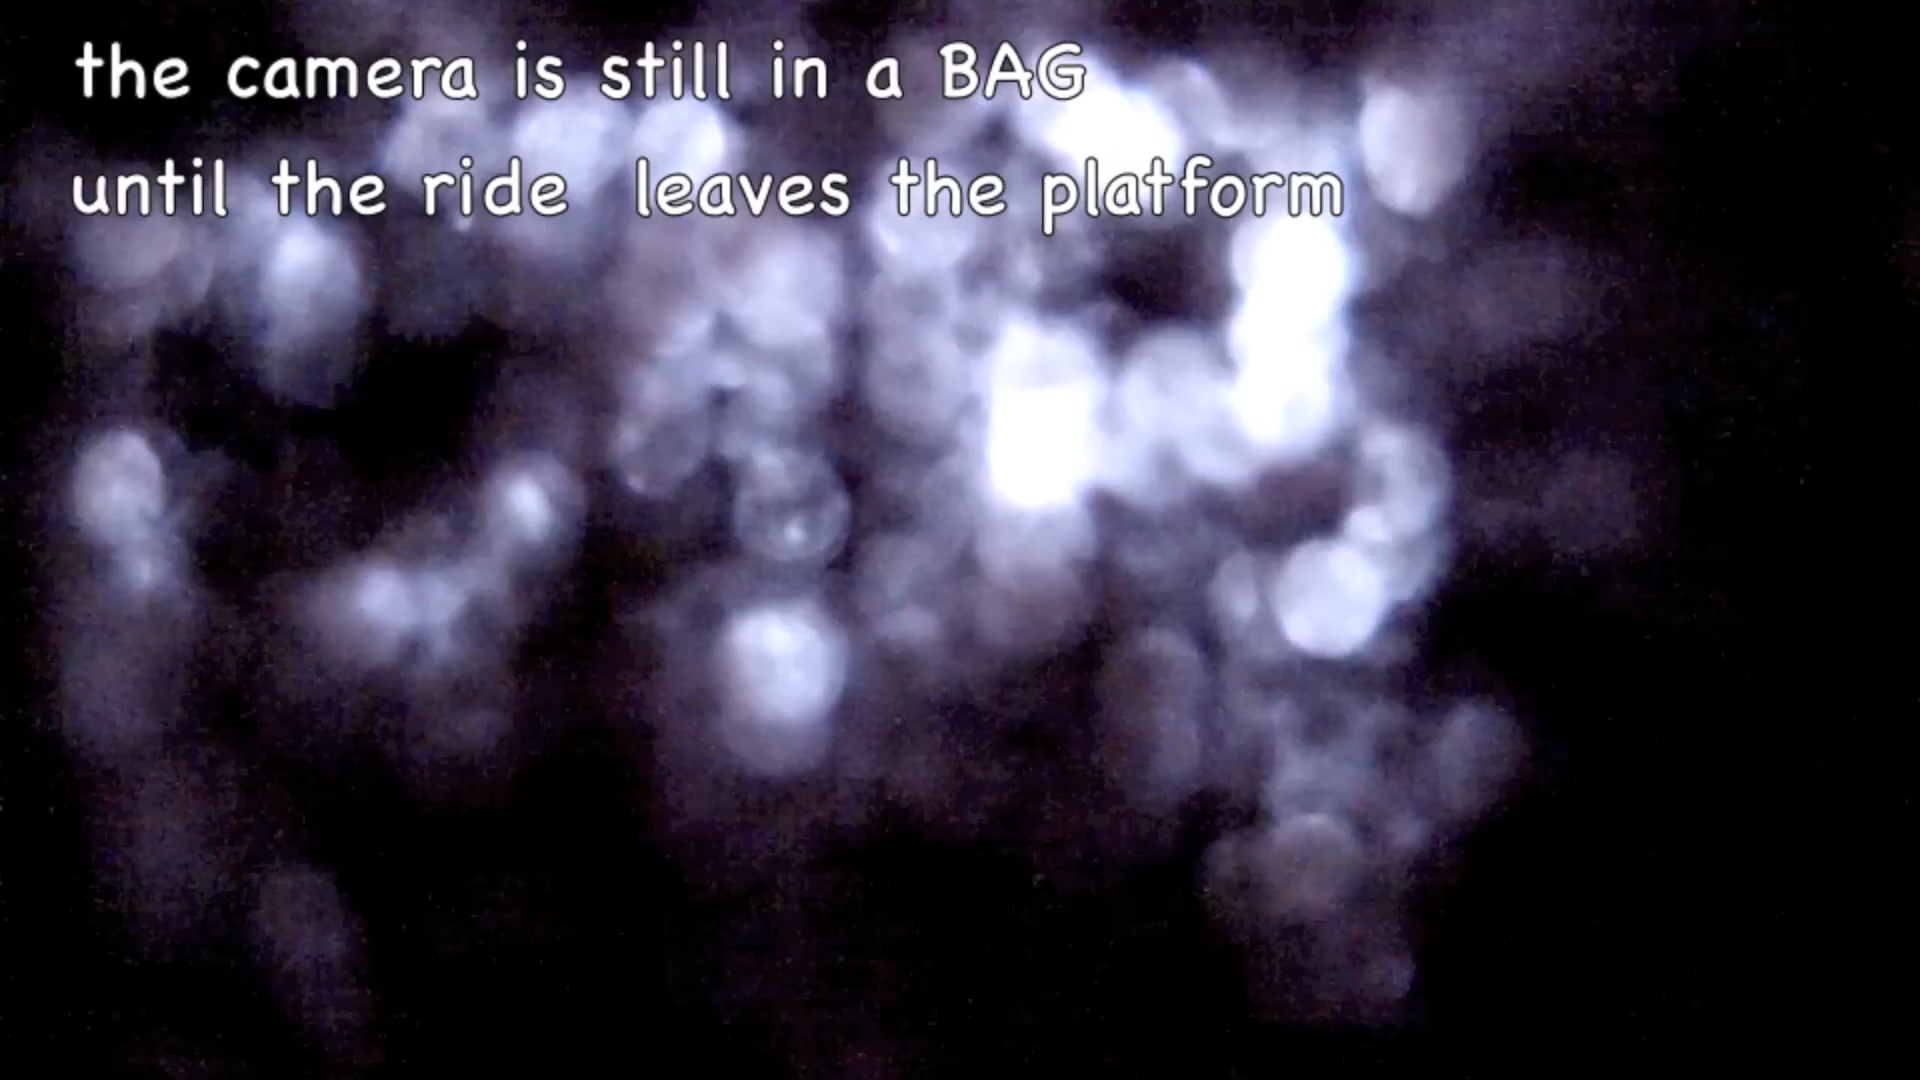 the camera is still in a BAG
until the ride leaves the platform